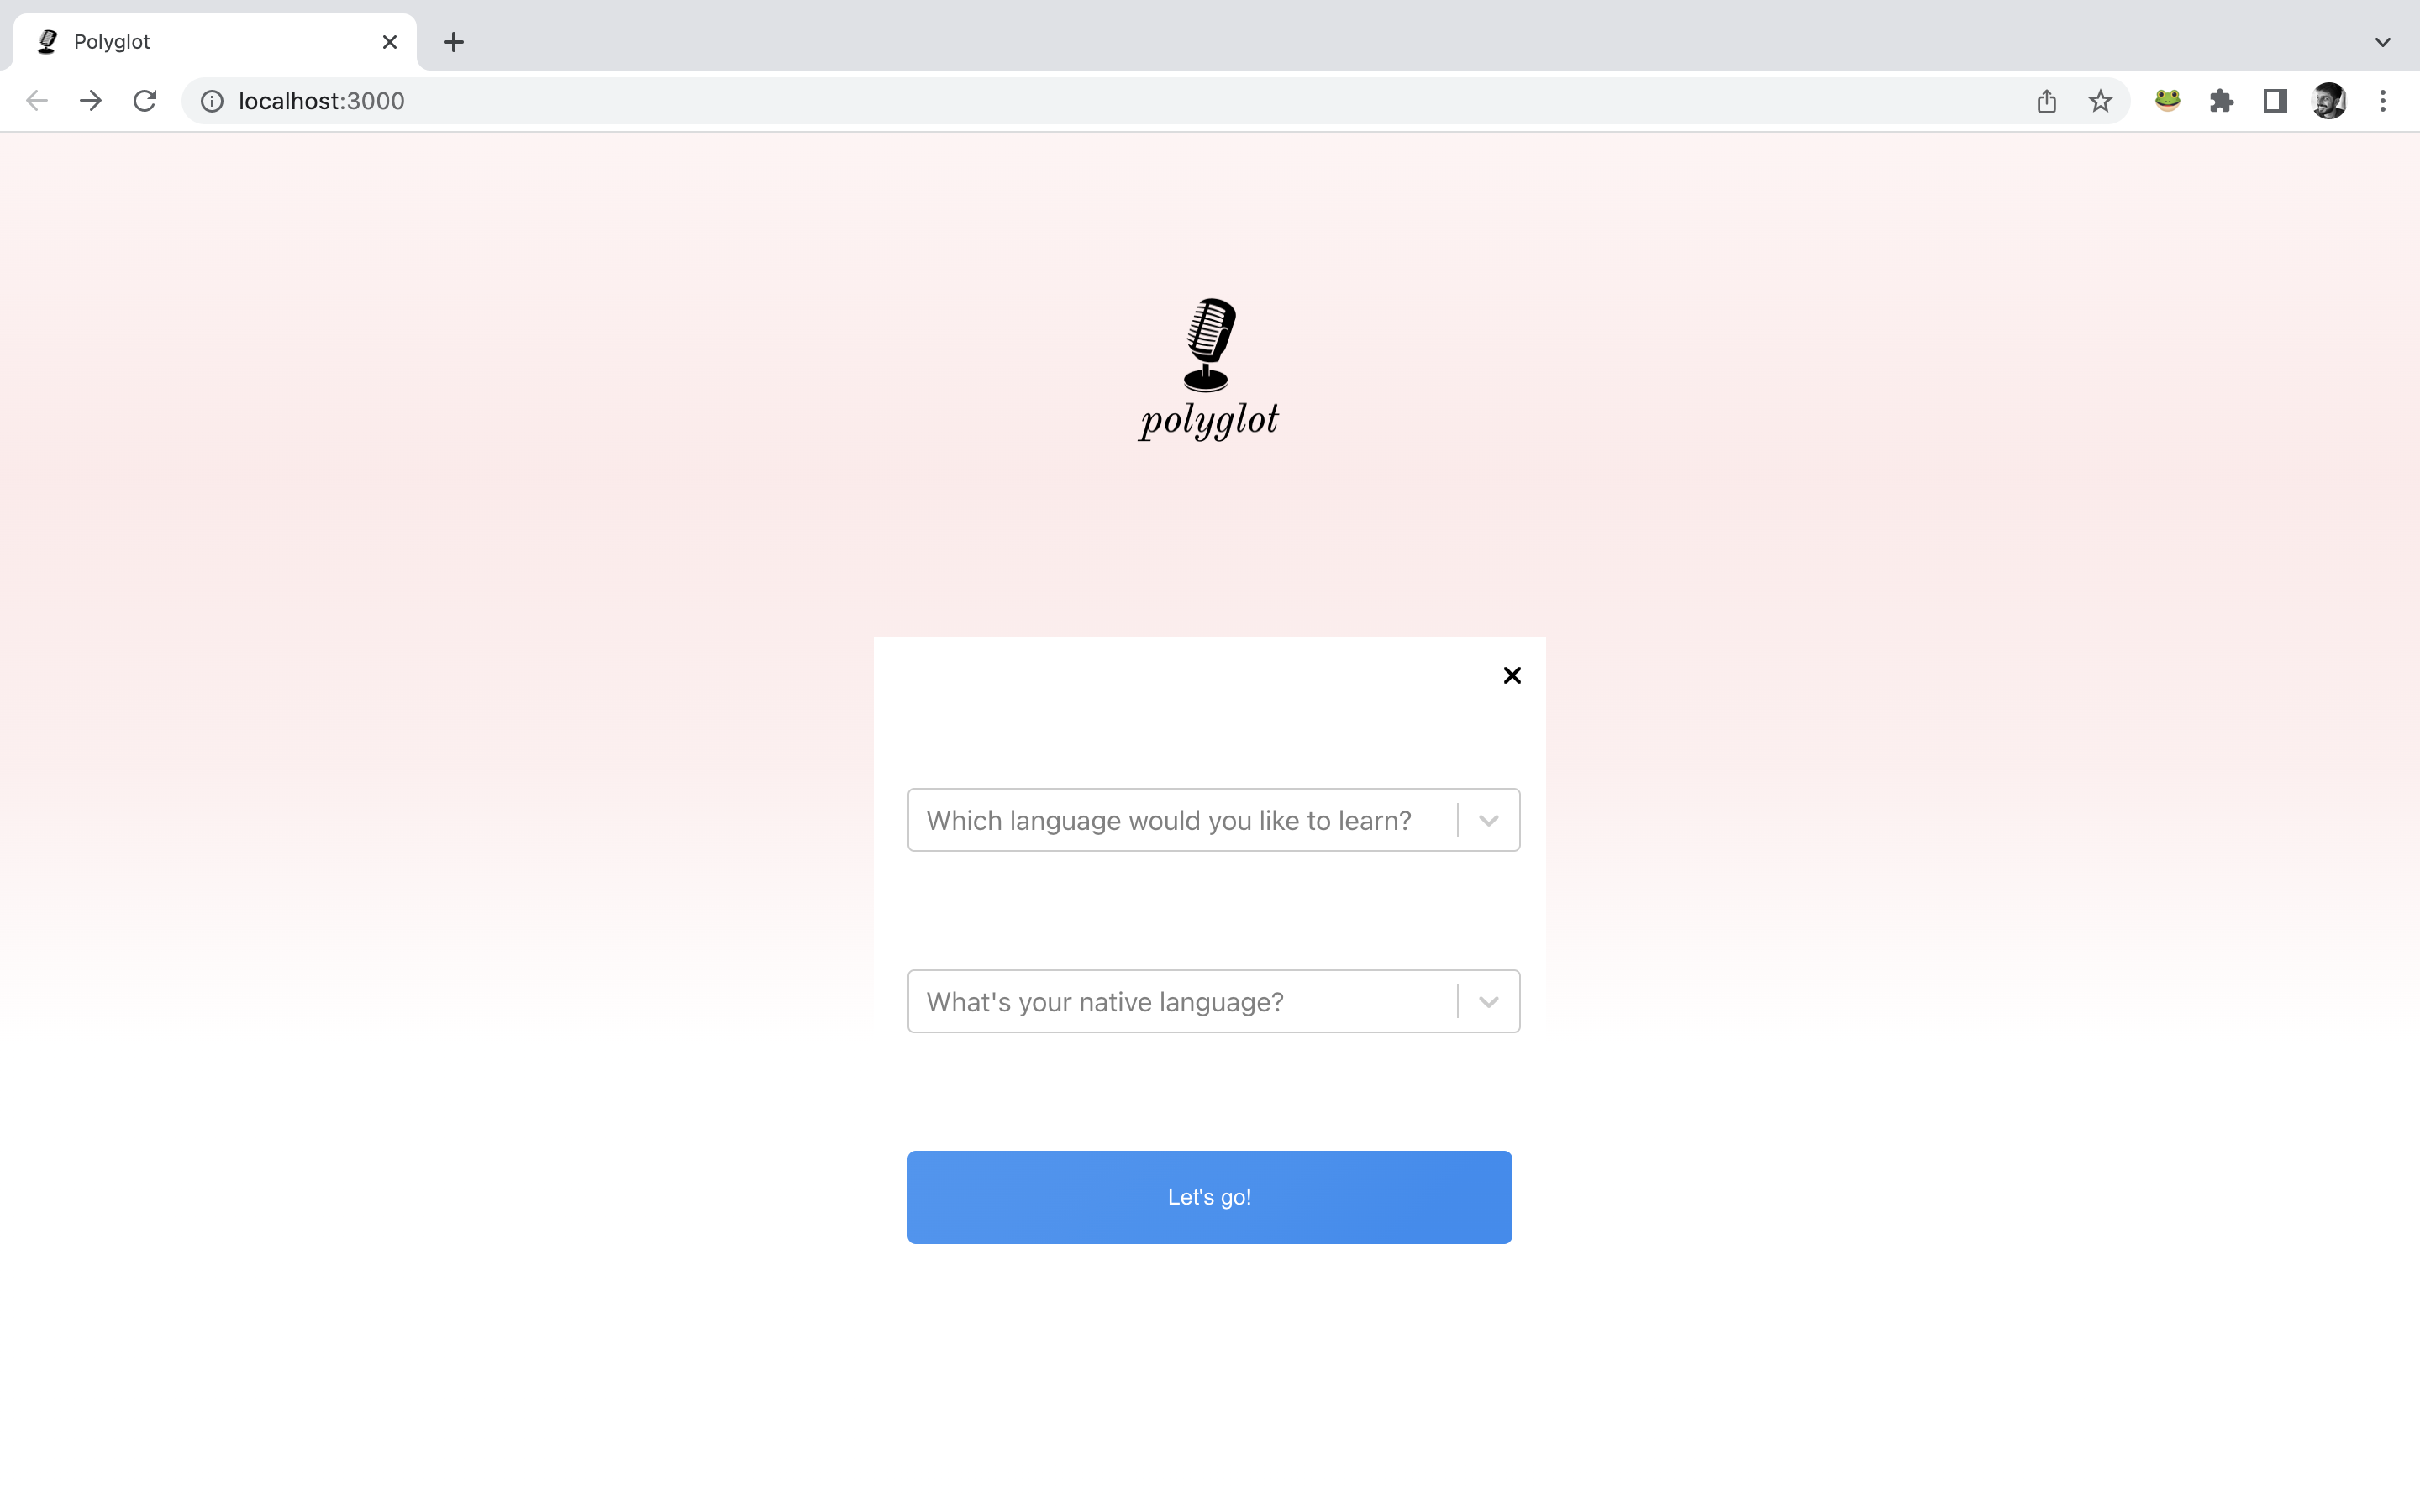 Polyglot
localhost:3000
polyglot
Which language would you like to learn?
What's your native language?
Let's go!